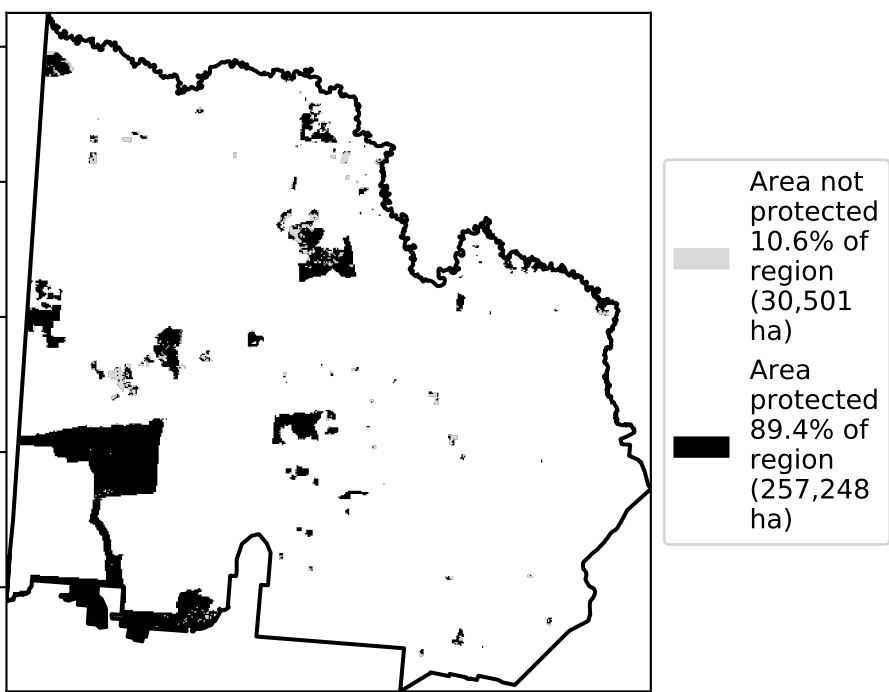 Area not
protected
10.6% of
region
(30,501
ha)
Area
protected
89.4% of
region
(257,248
ha)